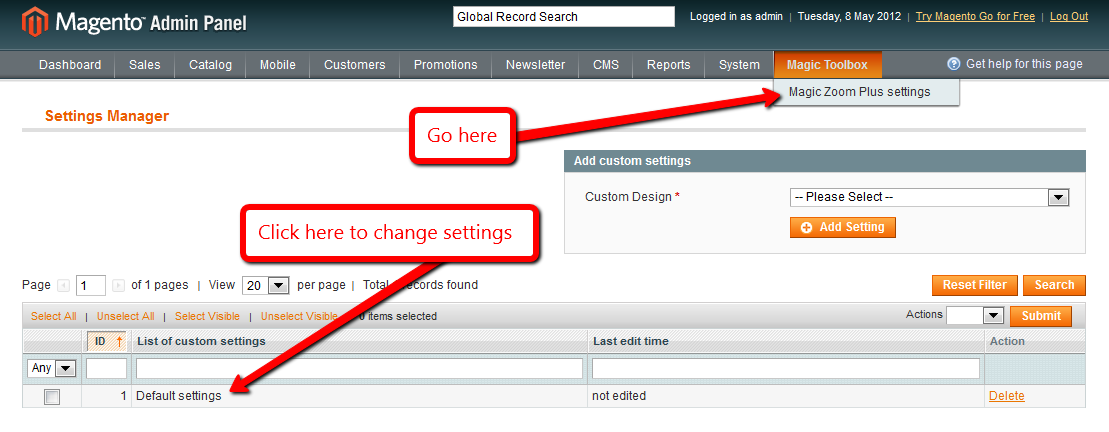 Magento Admin Panel
Global Record Search
Logged in as admin | Tuesday, 8 May 2012 | Try Magento Go for Free | Log Out
Dashboard Sales Catalog Mobile Customers Promotions Newsletter CMS Reports System Magic Toolbox Get help for this page
Magic Zoom Plus settings
Settings Manager
Go here
Add custom settings
Custom Design * -- Please Select --
Add Setting
Click here to change settings
Page 1 of 1 pages | View 20 per page | Total records found
Reset Filter Search
Select All | Unselect All | Select Visible | Unselect Visible items selected
Actions Submit
ID List of custom settings Last edit time Action
Any
1 Default settings not edited Delete